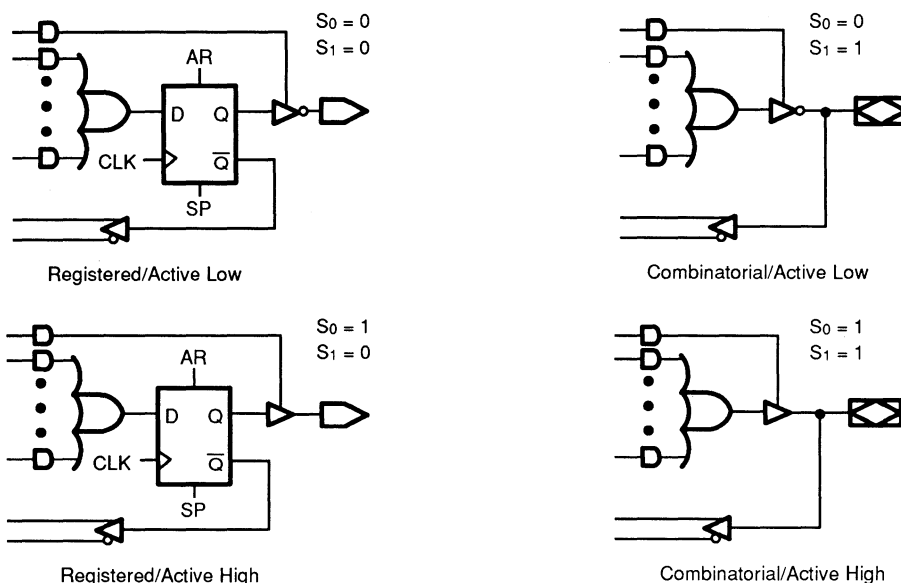 S0 = 0
S1 = 0
AR
D Q
CLK
Q̅
SP
Registered/Active Low
S0 = 0
S1 = 1
Combinatorial/Active Low
S0 = 1
S1 = 0
AR
D Q
CLK
Q̅
SP
Registered/Active High
S0 = 1
S1 = 1
Combinatorial/Active High